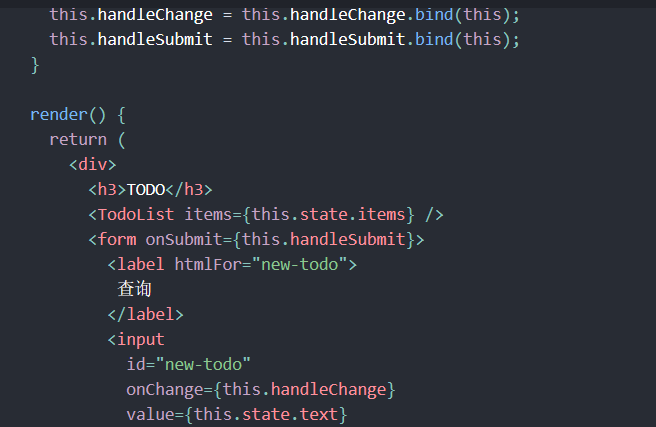 this.handleChange = this.handleChange.bind(this);
this.handleSubmit = this.handleSubmit.bind(this);
}
render() {
return (
<div>
<h3>TODO</h3>
<TodoList items={this.state.items} />
<form onSubmit={this.handleSubmit}>
<label htmlFor="new-todo">
查询
</label>
<input
id="new-todo"
onChange={this.handleChange}
value={this.state.text}